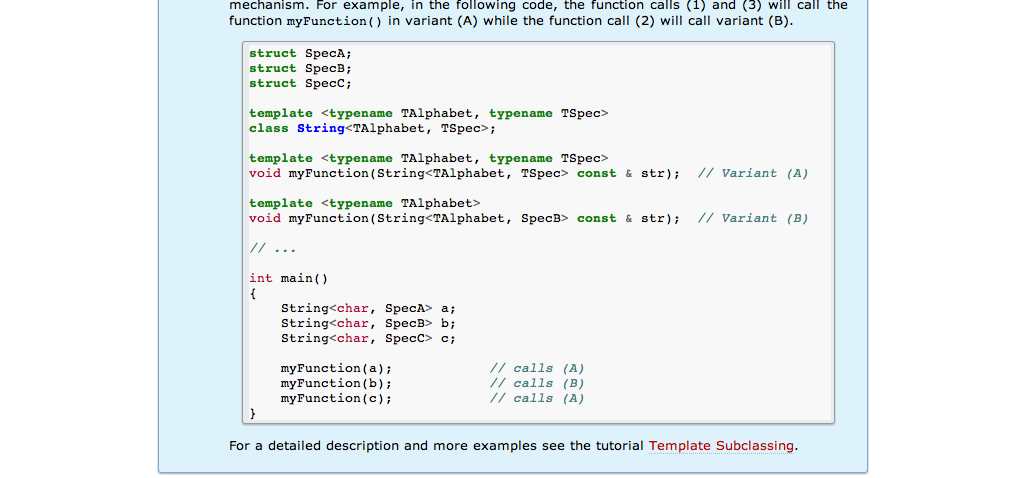 mechanism. For example, in the following code, the function calls (1) and (3) will call the
function myFunction() in variant (A) while the function call (2) will call variant (B).
struct SpecA;
struct SpecB;
struct SpecC;
template <typename TAlphabet, typename TSpec>
class String<TAlphabet, TSpec>;
template <typename TAlphabet, typename TSpec>
void myFunction(String<TAlphabet, TSpec> const & str);  // Variant (A)
template <typename TAlphabet>
void myFunction(String<TAlphabet, SpecB> const & str);  // Variant (B)
// ...
int main()
{
    String<char, SpecA> a;
    String<char, SpecB> b;
    String<char, SpecC> c;
    myFunction(a);            // calls (A)
    myFunction(b);            // calls (B)
    myFunction(c);            // calls (A)
}
For a detailed description and more examples see the tutorial Template Subclassing.